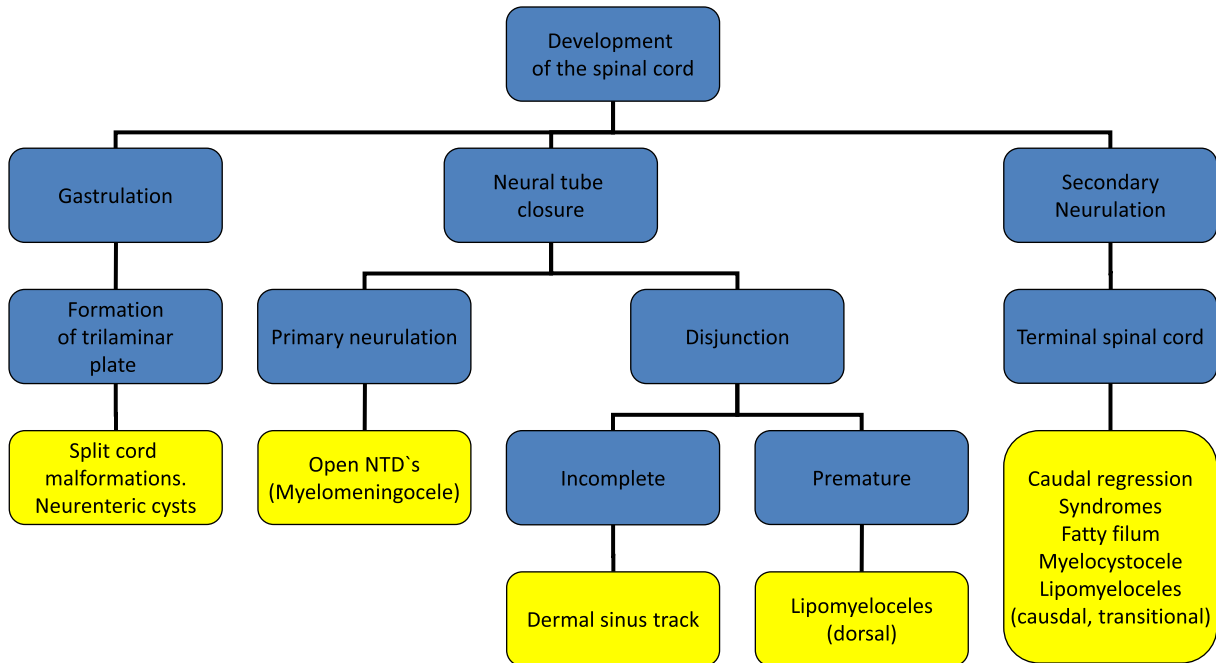 Development
of the spinal cord
Gastrulation
Neural tube
closure
Secondary
Neurulation
Formation
of trilaminar
plate
Primary neurulation
Disjunction
Terminal spinal cord
Split cord
malformations.
Neurenteric cysts
Open NTD`s
(Myelomeningocele)
Incomplete
Premature
Caudal regression
Syndromes
Fatty filum
Myelocystocele
Lipomyeloceles
(causdal, transitional)
Dermal sinus track
Lipomyeloceles
(dorsal)